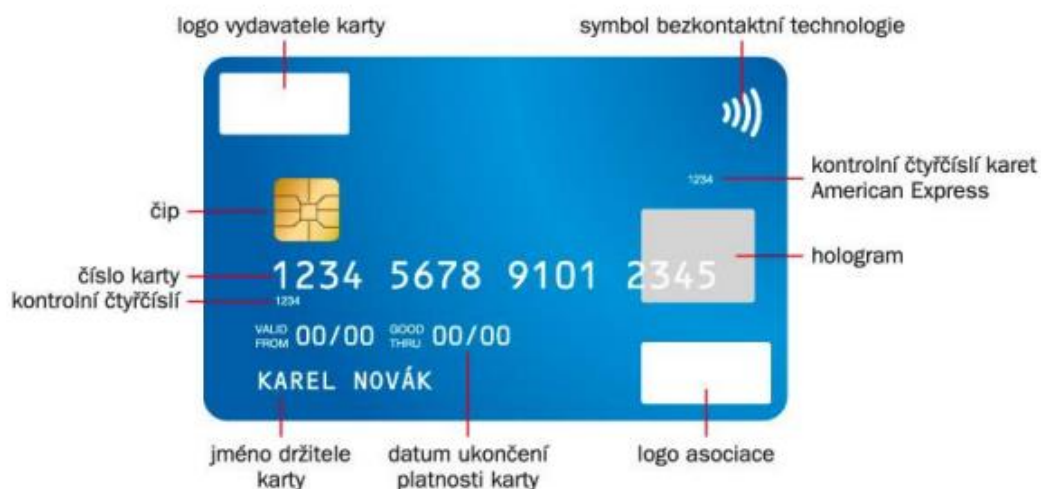 logo vydavatele karty
symbol bezkontaktní technologie
1234
kontrolní čtyřčíslí karet
American Express
čip
hologram
číslo karty
1234 5678 9101 2345
kontrolní čtyřčíslí
1234
VALID FROM 00/00 GOOD THRU 00/00
KAREL NOVÁK
jméno držitele
karty
datum ukončení
platnosti karty
logo asociace